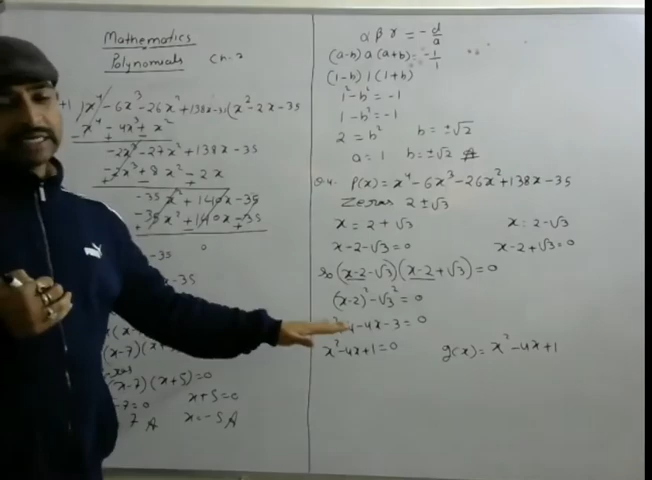 Mathematics
Polynomials Ch. 2
+1 ) x⁴ - 6x³ - 26x² + 138x - 35 ( x² - 2x - 35
x⁴ - 4x³ + x²
- + -
-2x³ - 27x² + 138x - 35
-2x³ + 8x² - 2x
+ - +
-35x² + 140x - 35
-35x² + 140x - 35
+ - +
0
-35
x - 35
(x-7)
(x-7)(x+5) = 0
-7=0 x+5=0
7 A x=-5 A
αβγ = -d/a
(a-b) a (a+b) = -1/1
(1-b) 1 (1+b)
1² - b² = -1
1 - b² = -1
2 = b² b = ±√2
a = 1 b = ±√2 A
Q4. P(x) = x⁴ - 6x³ - 26x² + 138x - 35
Zeros 2 ± √3
x = 2 + √3 x = 2 - √3
x - 2 - √3 = 0 x - 2 + √3 = 0
So (x - 2 - √3) (x - 2 + √3) = 0
(x-2)² - √3² = 0
4 - 4x - 3 = 0
x² - 4x + 1 = 0 g(x) = x² - 4x + 1